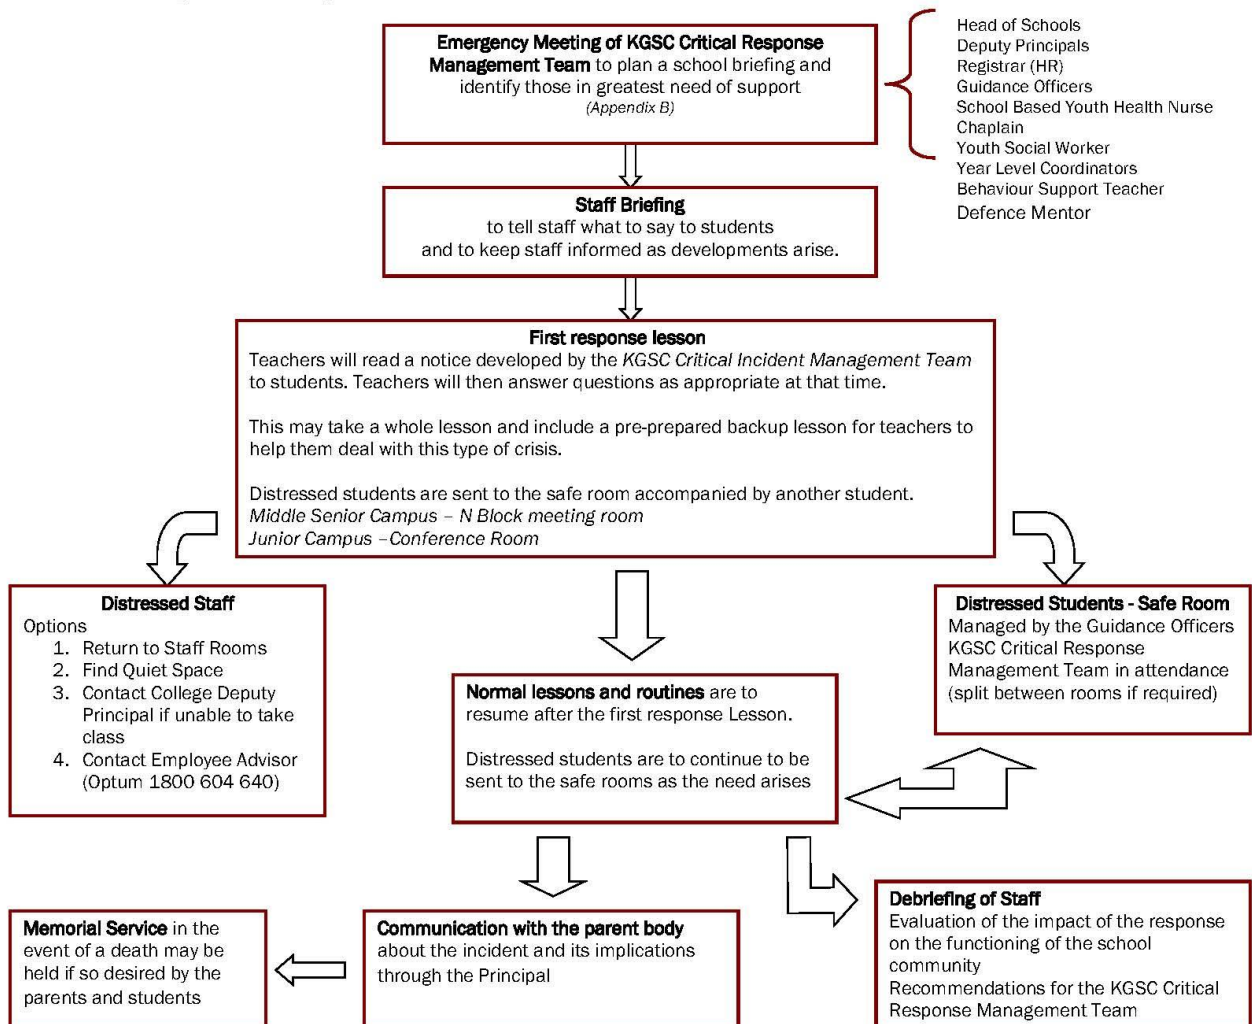 Emergency Meeting of KGSC Critical Response
Management Team to plan a school briefing and
identify those in greatest need of support
(Appendix B)
Head of Schools
Deputy Principals
Registrar (HR)
Guidance Officers
School Based Youth Health Nurse
Chaplain
Youth Social Worker
Year Level Coordinators
Behaviour Support Teacher
Defence Mentor
Staff Briefing
to tell staff what to say to students
and to keep staff informed as developments arise.
First response lesson
Teachers will read a notice developed by the KGSC Critical Incident Management Team
to students. Teachers will then answer questions as appropriate at that time.
This may take a whole lesson and include a pre-prepared backup lesson for teachers to
help them deal with this type of crisis.
Distressed students are sent to the safe room accompanied by another student.
Middle Senior Campus – N Block meeting room
Junior Campus –Conference Room
Distressed Staff
Options
1. Return to Staff Rooms
2. Find Quiet Space
3. Contact College Deputy
Principal if unable to take
class
4. Contact Employee Advisor
(Optum 1800 604 640)
Normal lessons and routines are to
resume after the first response Lesson.
Distressed students are to continue to be
sent to the safe rooms as the need arises
Distressed Students - Safe Room
Managed by the Guidance Officers
KGSC Critical Response
Management Team in attendance
(split between rooms if required)
Memorial Service in the
event of a death may be
held if so desired by the
parents and students
Communication with the parent body
about the incident and its implications
through the Principal
Debriefing of Staff
Evaluation of the impact of the response
on the functioning of the school
community
Recommendations for the KGSC Critical
Response Management Team